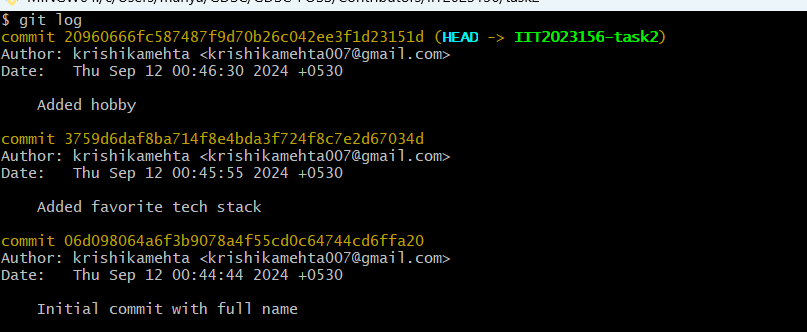 $ git log
commit 20960666fc587487f9d70b26c042ee3f1d23151d (HEAD -> IIT2023156-task2)
Author: krishikamehta <krishikamehta007@gmail.com>
Date:   Thu Sep 12 00:46:30 2024 +0530
Added hobby
commit 3759d6daf8ba714f8e4bda3f724f8c7e2d67034d
Author: krishikamehta <krishikamehta007@gmail.com>
Date:   Thu Sep 12 00:45:55 2024 +0530
Added favorite tech stack
commit 06d098064a6f3b9078a4f55cd0c64744cd6ffa20
Author: krishikamehta <krishikamehta007@gmail.com>
Date:   Thu Sep 12 00:44:44 2024 +0530
Initial commit with full name